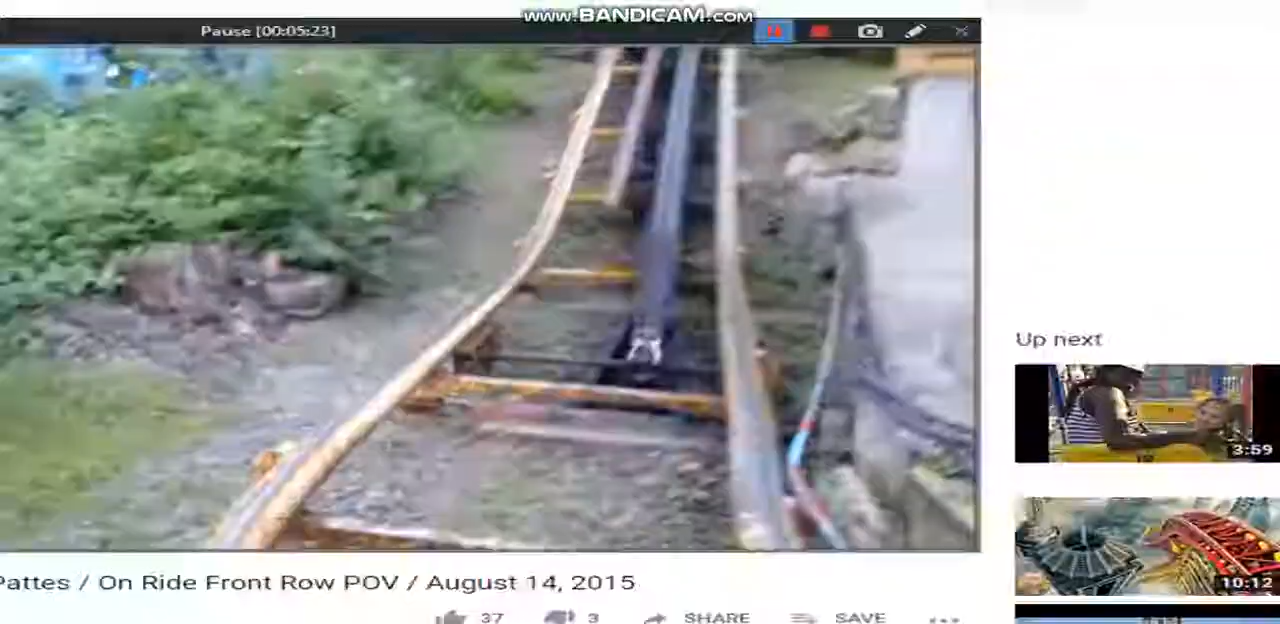 www.BANDICAM.com
Pause [00:05:23]
Up next
3:59
10:12
Pattes / On Ride Front Row POV / August 14, 2015
37 3 SHARE SAVE